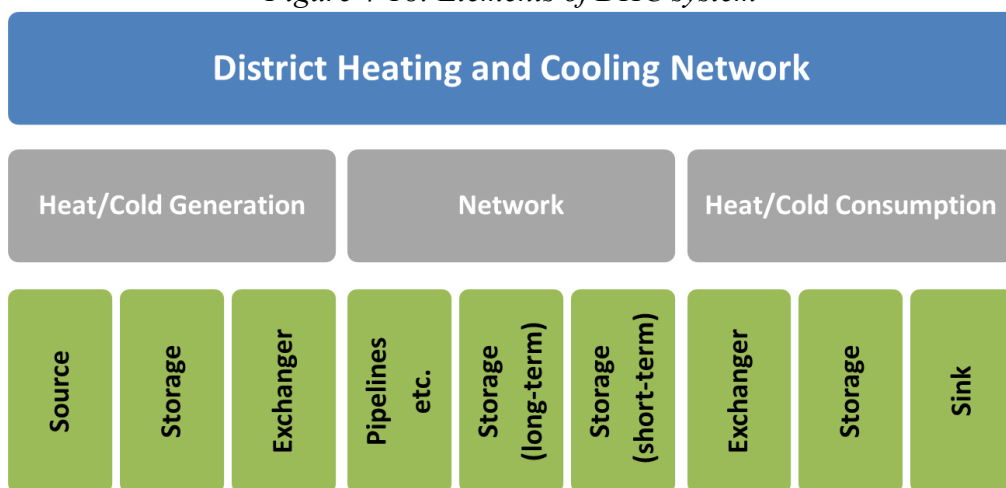 District Heating and Cooling Network
Heat/Cold Generation
Network
Heat/Cold Consumption
Source
Storage
Exchanger
Pipelines
etc.
Storage
(long-term)
Storage
(short-term)
Exchanger
Storage
Sink